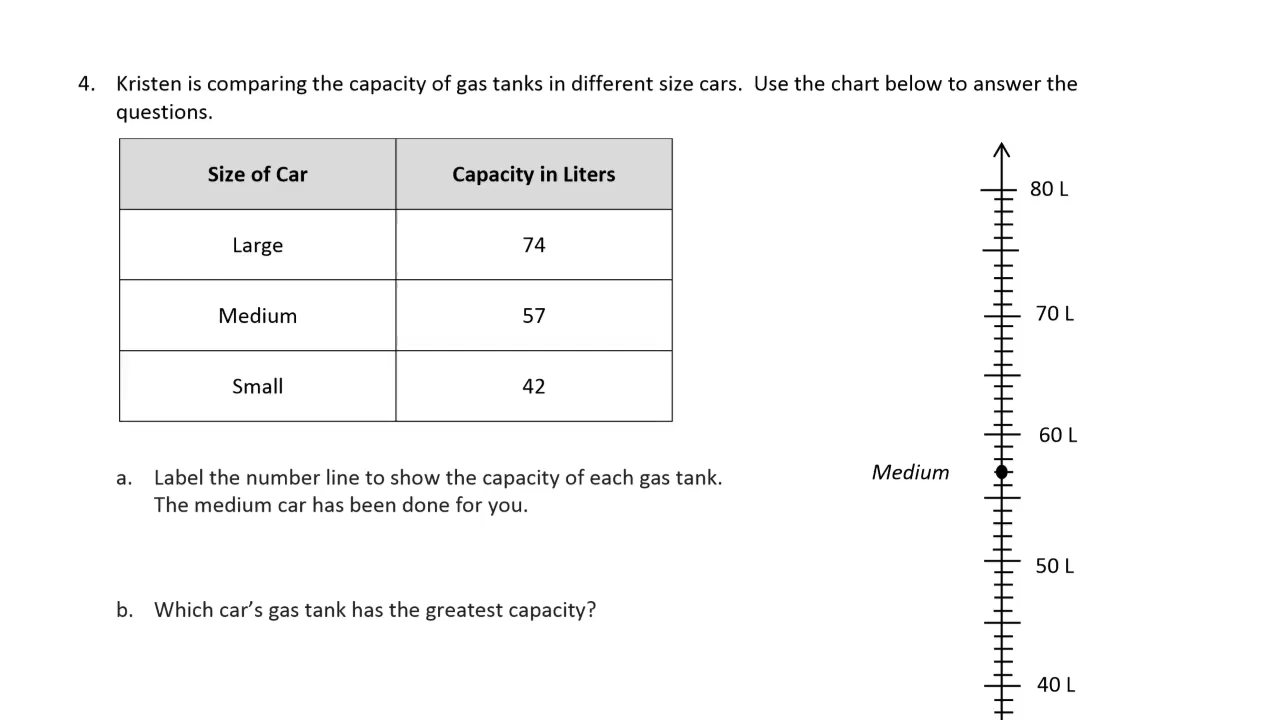 4. Kristen is comparing the capacity of gas tanks in different size cars. Use the chart below to answer the
questions.
Size of Car Capacity in Liters
Large 74
Medium 57
Small 42
a. Label the number line to show the capacity of each gas tank.
The medium car has been done for you.
b. Which car’s gas tank has the greatest capacity?
80 L
70 L
60 L
Medium
50 L
40 L